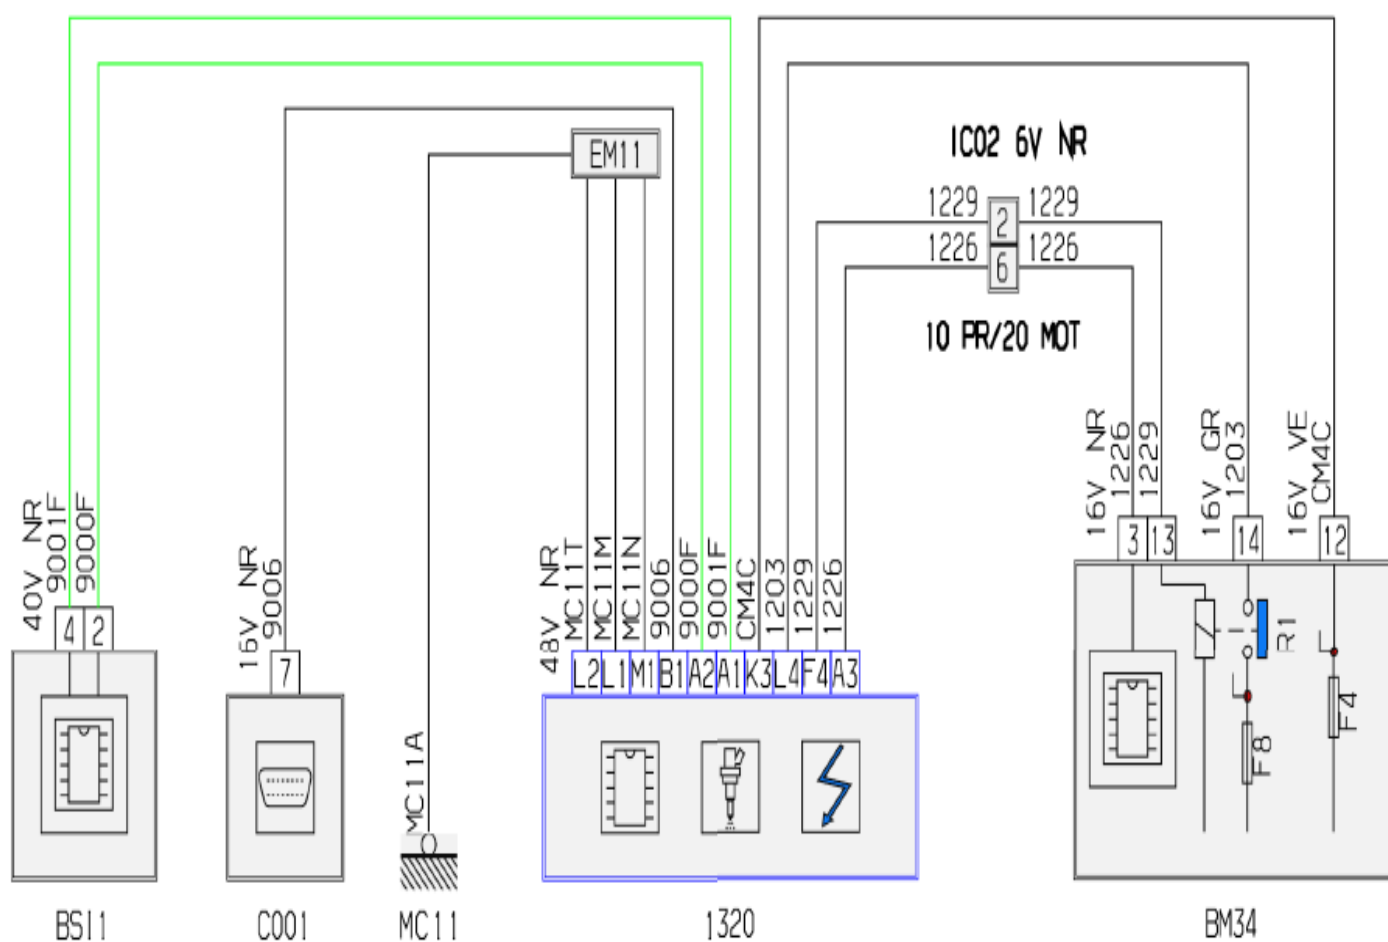 EM11
IC02 6V NR
1229 2 1229
1226 6 1226
10 PR/20 MOT
40V NR
9001F
9000F
4 2
16V NR
9006
7
MC11A
48V NR
MC11T
MC11M
MC11N
9006
9000F
9001F
CM4C
1203
1229
1226
L2 L1 M1 B1 A2 A1 K3 L4 F4 A3
16V NR
1226
1229
16V GR
1203
16V VE
CM4C
3 13 14 12
R1
F8
F4
BSI1 C001 MC11 1320 BM34